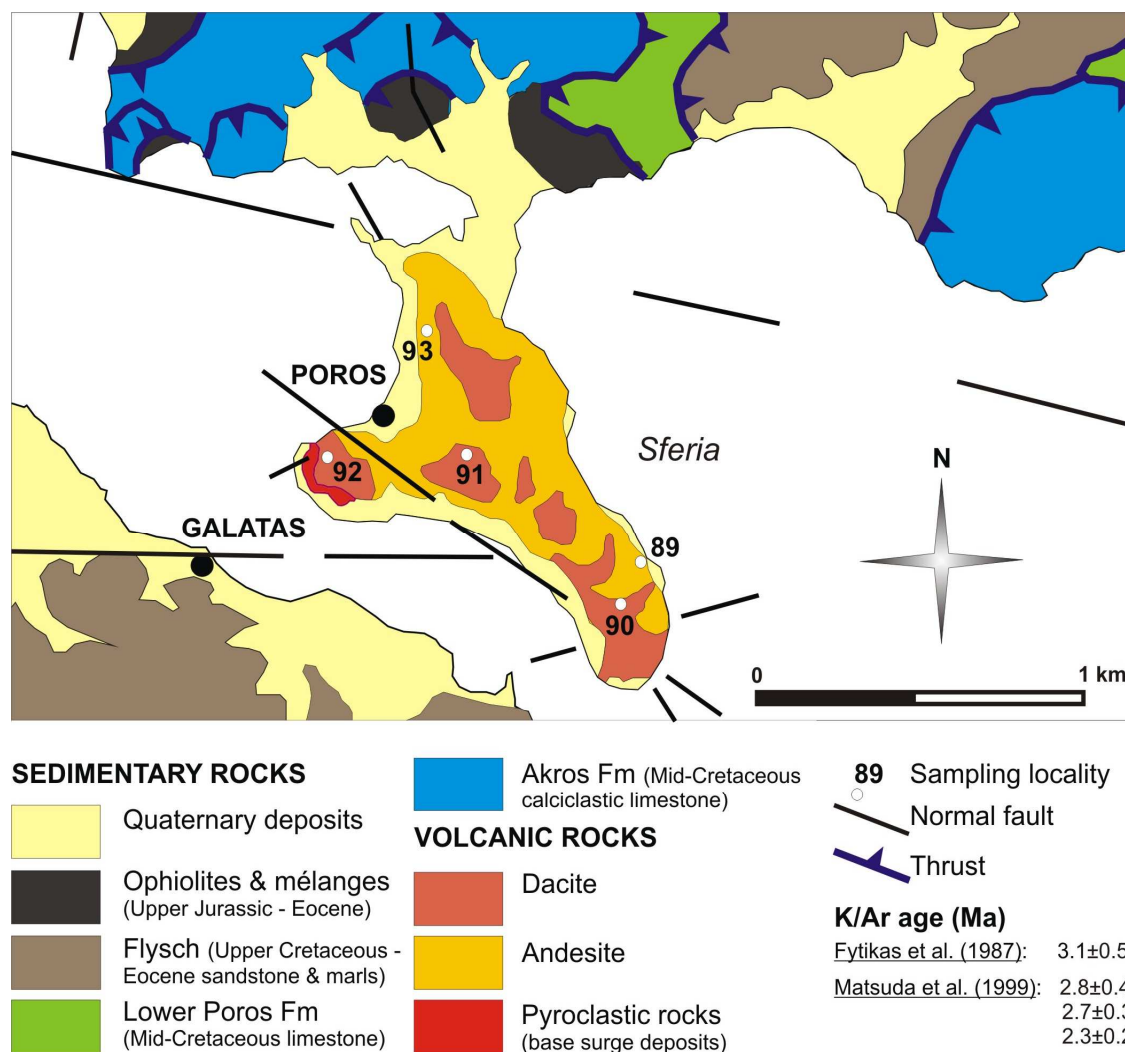 93
POROS
Sferia
N
92
91
GALATAS
89
90
0
1 km
SEDIMENTARY ROCKS
Quaternary deposits
Ophiolites & mélanges
(Upper Jurassic - Eocene)
Flysch (Upper Cretaceous -
Eocene sandstone & marls)
Lower Poros Fm
(Mid-Cretaceous limestone)
Akros Fm (Mid-Cretaceous
calciclastic limestone)
VOLCANIC ROCKS
Dacite
Andesite
Pyroclastic rocks
(base surge deposits)
89 Sampling locality
Normal fault
Thrust
K/Ar age (Ma)
Fytikas et al. (1987): 3.1±0.5
Matsuda et al. (1999): 2.8±0.4
2.7±0.3
2.3±0.2